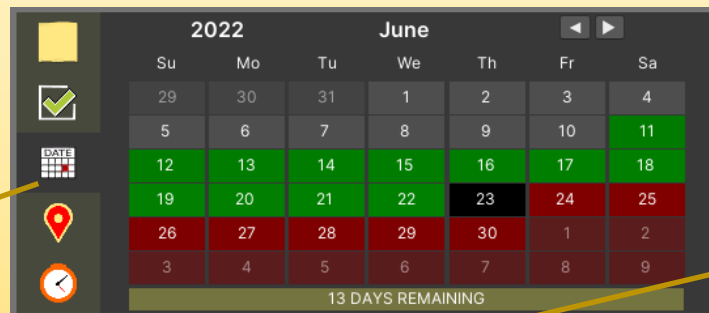 2022 June
Su Mo Tu We Th Fr Sa
29 30 31 1 2 3 4
5 6 7 8 9 10 11
DATE
12 13 14 15 16 17 18
19 20 21 22 23 24 25
26 27 28 29 30 1 2
3 4 5 6 7 8 9
13 DAYS REMAINING